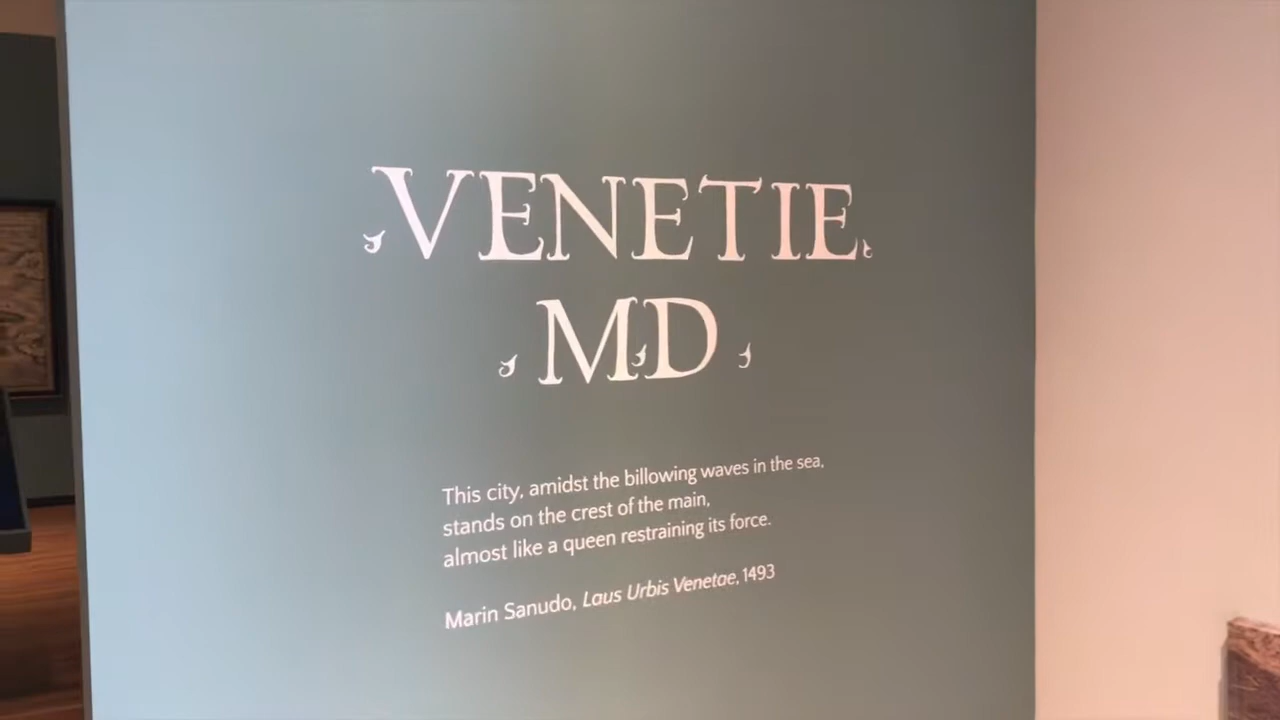 VENETIE
MD
This city, amidst the billowing waves in the sea,
stands on the crest of the main,
almost like a queen restraining its force.
Marin Sanudo, Laus Urbis Venetae, 1493